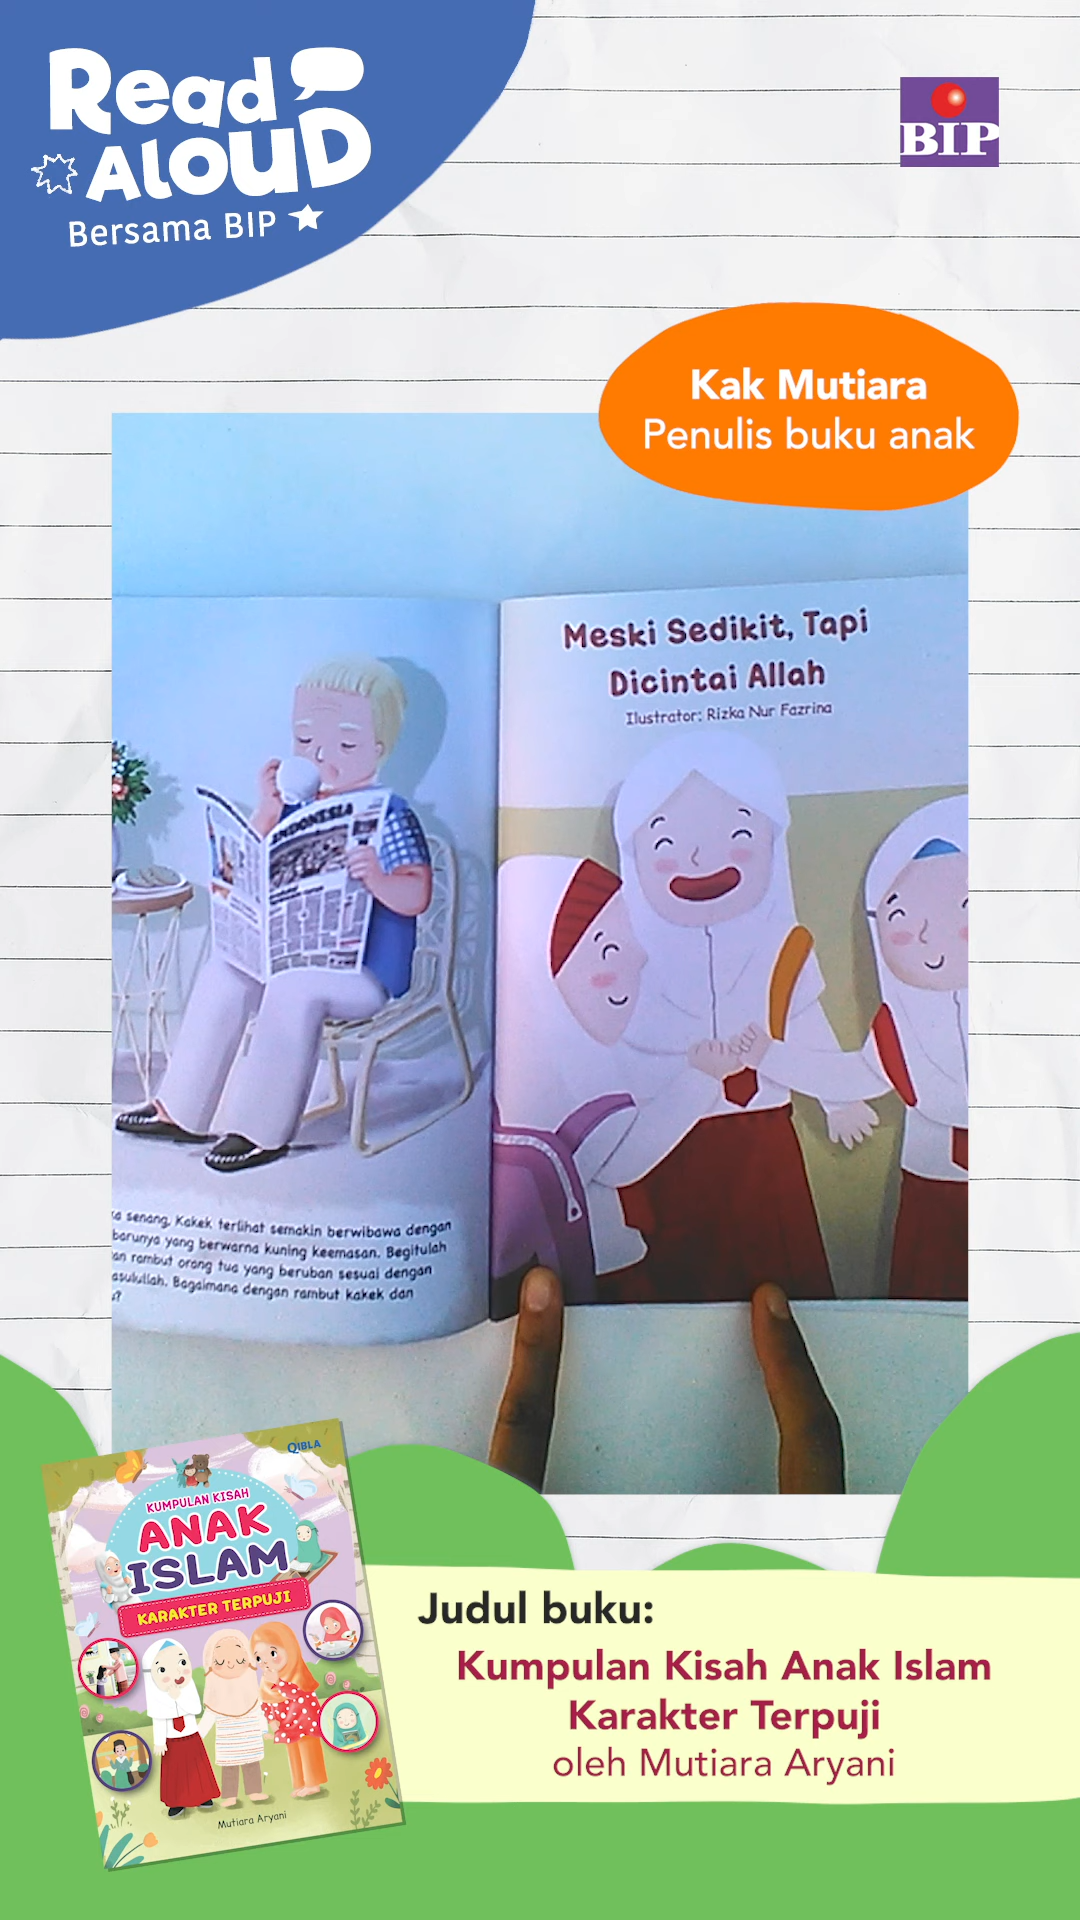 Read
Aloud
Bersama BIP
BIP
Kak Mutiara
Penulis buku anak
Meski Sedikit, Tapi
Dicintai Allah
Ilustrator: Rizka Nur Fazrina
INDONESIA
senang, Kakek terlihat semakin berwibawa dengan
barunya yang berwarna kuning keemasan. Begitulah
rambut orang tua yang beruban sesuai dengan
Bagaimana dengan rambut kakek dan
QIBLA
KUMPULAN KISAH
ANAK
ISLAM
KARAKTER TERPUJI
Mutiara Aryani
Judul buku:
Kumpulan Kisah Anak Islam
Karakter Terpuji
oleh Mutiara Aryani